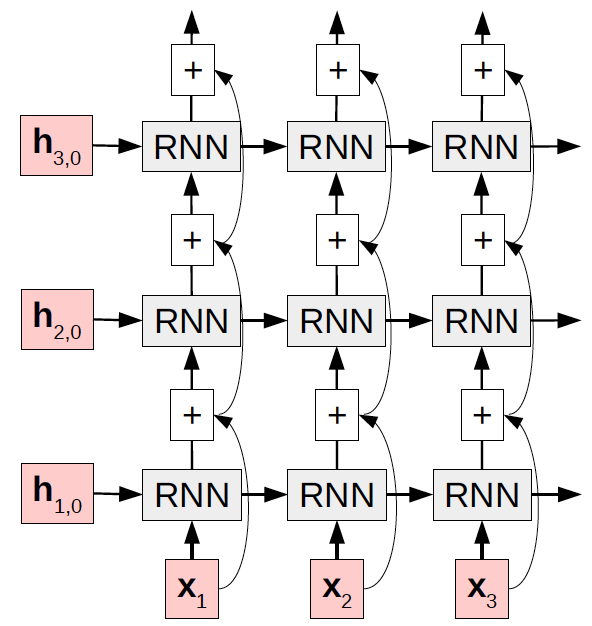 + + +
h3,0 RNN RNN RNN
+ + +
h2,0 RNN RNN RNN
+ + +
h1,0 RNN RNN RNN
x1 x2 x3